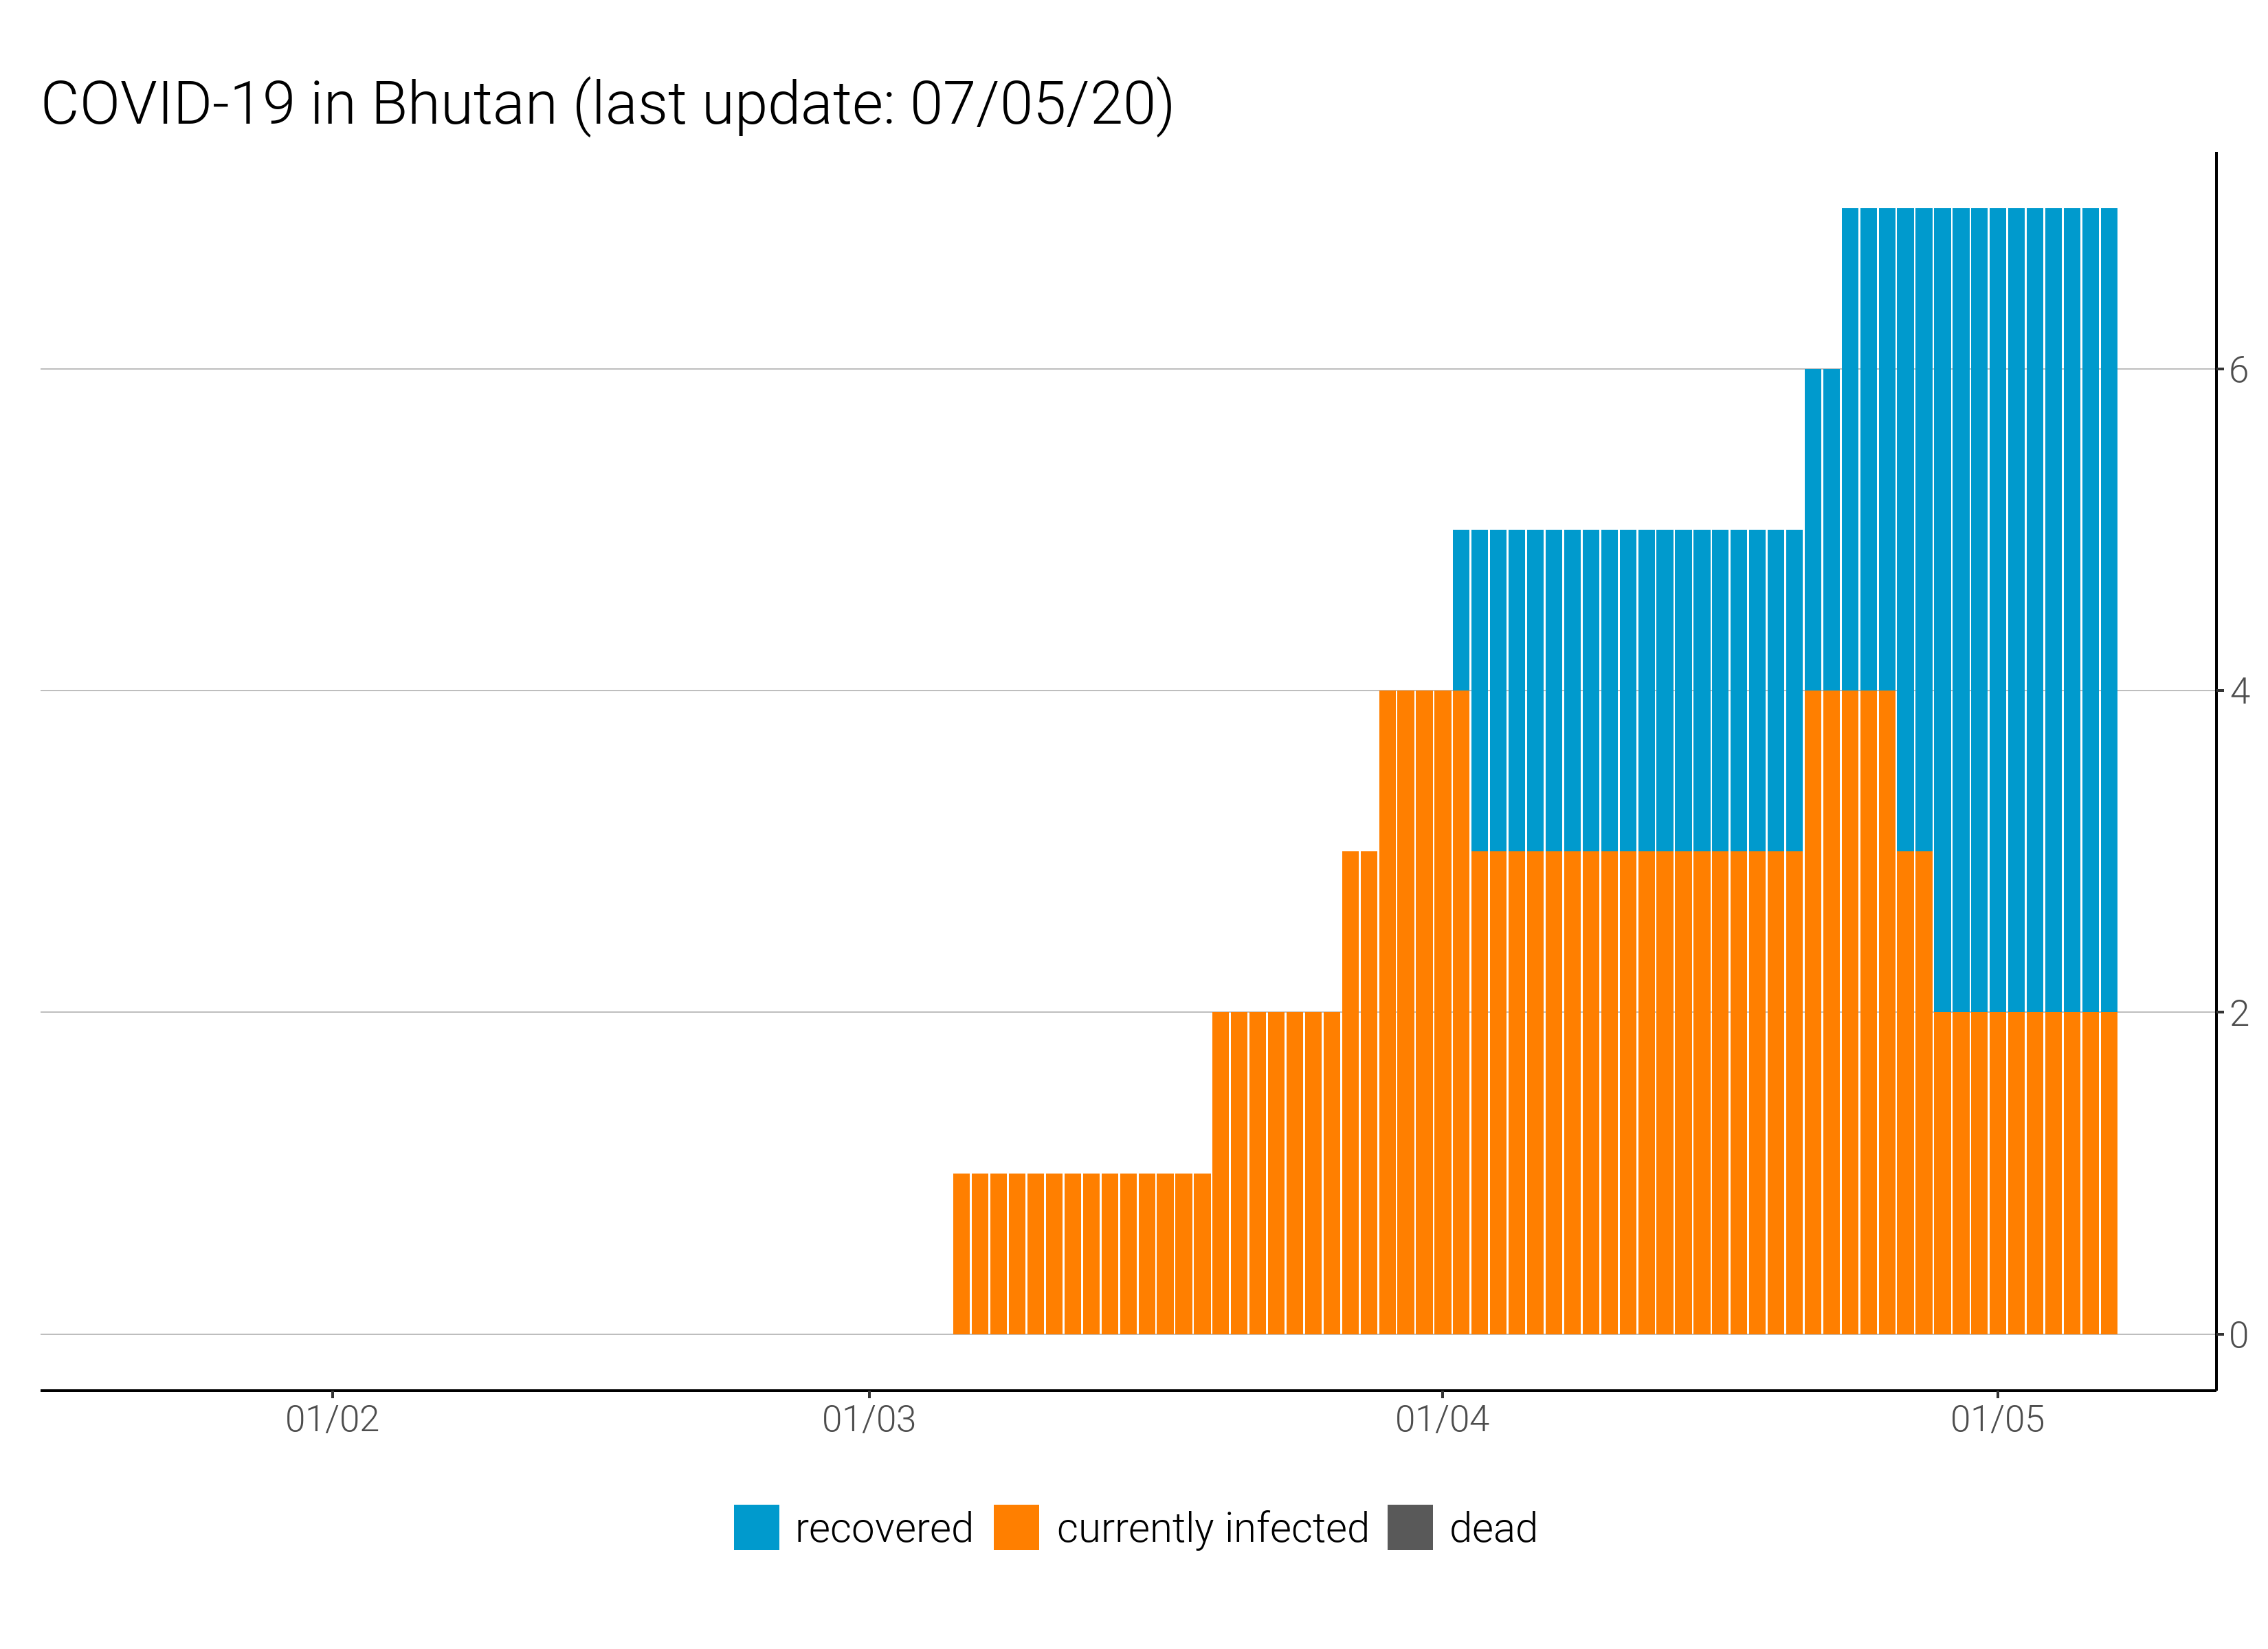 COVID-19 in Bhutan (last update: 07/05/20)
6
4
2
0
01/02 01/03 01/04 01/05
recovered currently infected dead